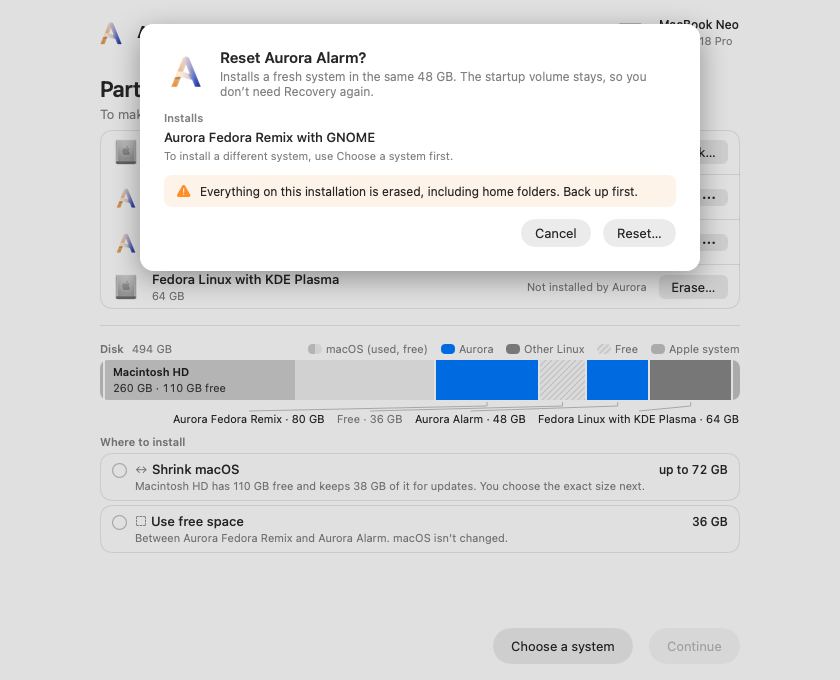 MacBook Neo
18 Pro
Part
To mak
Reset Aurora Alarm?
Installs a fresh system in the same 48 GB. The startup volume stays, so you
don't need Recovery again.
Installs
Aurora Fedora Remix with GNOME
To install a different system, use Choose a system first.
Everything on this installation is erased, including home folders. Back up first.
Cancel
Reset...
k...
Fedora Linux with KDE Plasma
64 GB
Not installed by Aurora
Erase...
Disk 494 GB
macOS (used, free)
Aurora
Other Linux
Free
Apple system
Macintosh HD
260 GB · 110 GB free
Aurora Fedora Remix · 80 GB
Free · 36 GB
Aurora Alarm · 48 GB
Fedora Linux with KDE Plasma · 64 GB
Where to install
Shrink macOS
up to 72 GB
Macintosh HD has 110 GB free and keeps 38 GB of it for updates. You choose the exact size next.
Use free space
36 GB
Between Aurora Fedora Remix and Aurora Alarm. macOS isn't changed.
Choose a system
Continue